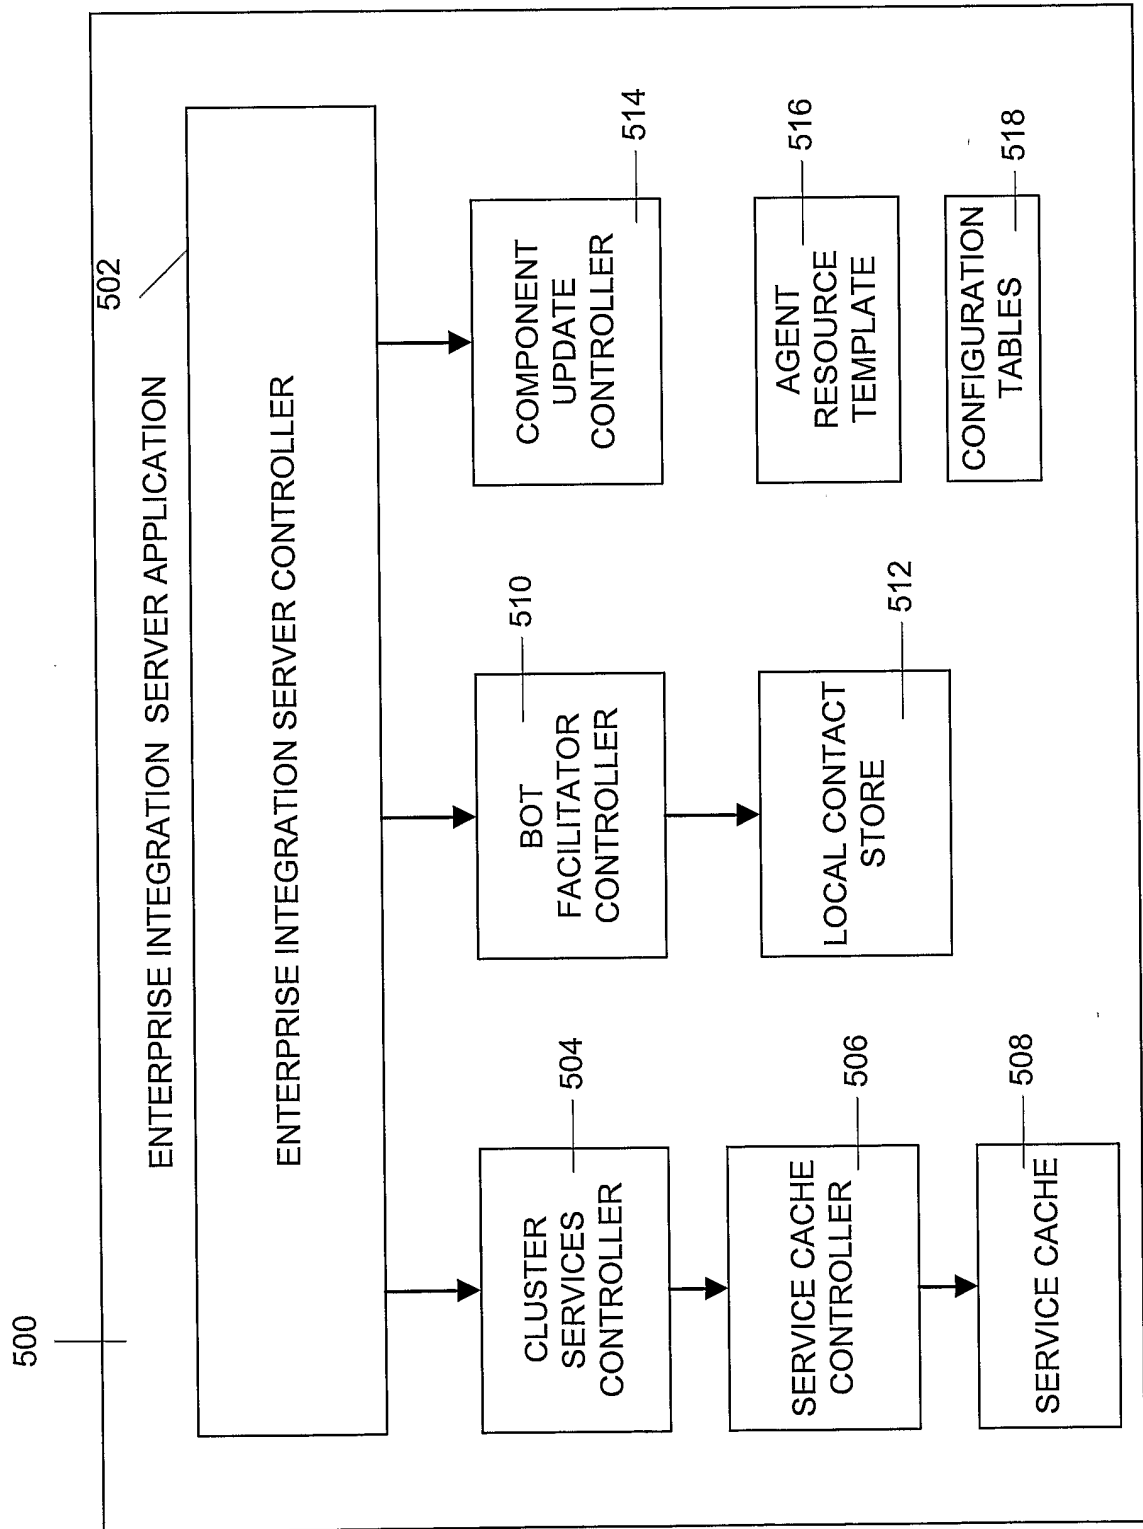 500
ENTERPRISE INTEGRATION SERVER APPLICATION
502
ENTERPRISE INTEGRATION SERVER CONTROLLER
CLUSTER
SERVICES
CONTROLLER
504
SERVICE CACHE
CONTROLLER
506
SERVICE CACHE
508
BOT
FACILITATOR
CONTROLLER
510
LOCAL CONTACT
STORE
512
COMPONENT
UPDATE
CONTROLLER
514
AGENT
RESOURCE
TEMPLATE
516
CONFIGURATION
TABLES
518